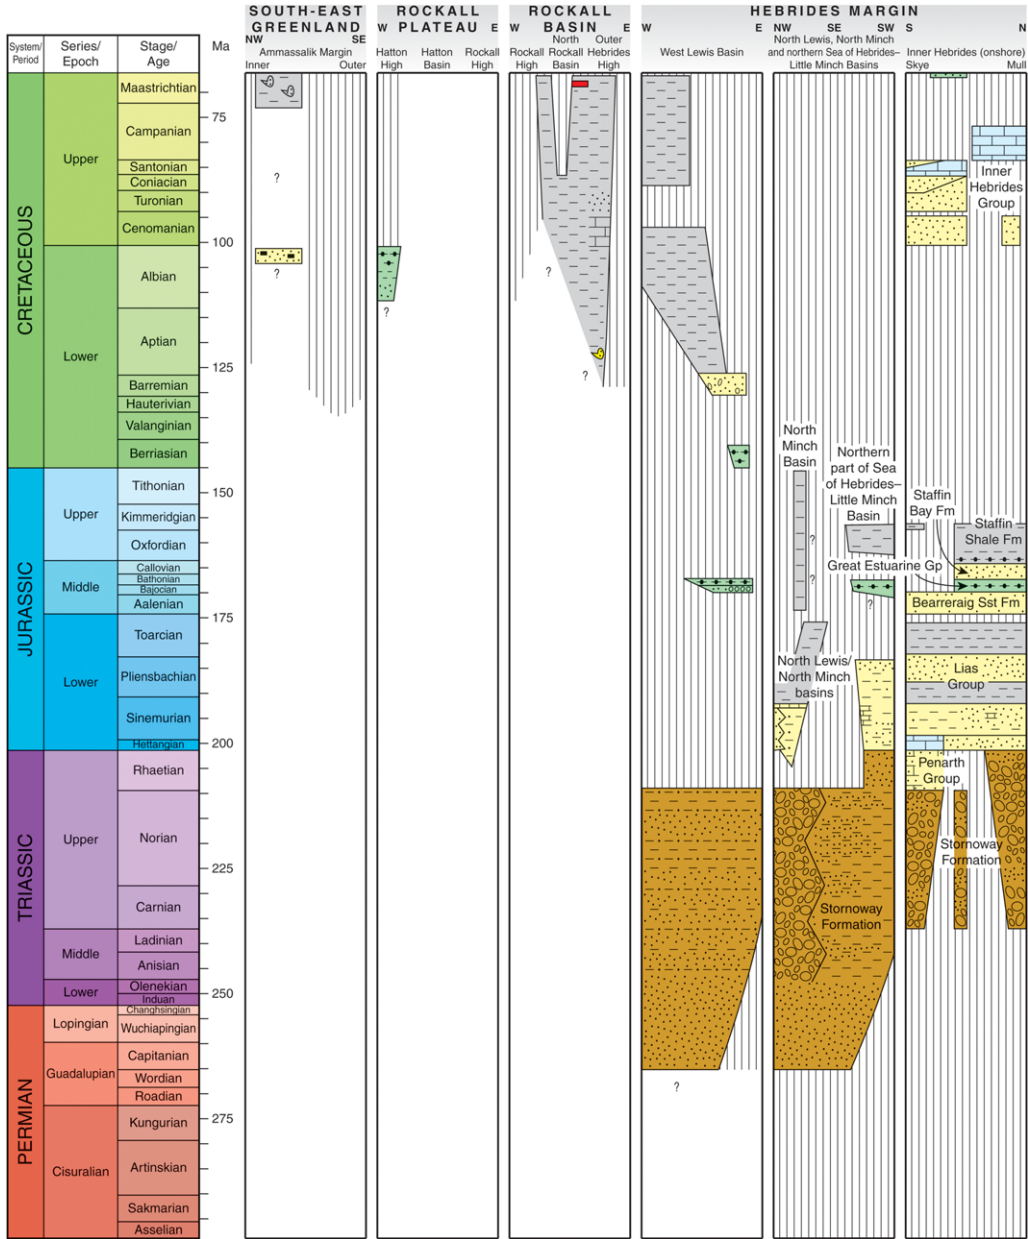 SOUTH-EAST
GREENLAND
NW SE
Ammassalik Margin
Inner Outer
ROCKALL
W PLATEAU E
Hatton Hatton Rockall
High Basin High
ROCKALL
W BASIN E
North Outer
Rockall Rockall Hebrides
High Basin High
HEBRIDES MARGIN
W E
West Lewis Basin
NW SE SW
North Lewis, North Minch
and northern Sea of Hebrides–
Little Minch Basins
S N
Inner Hebrides (onshore)
Skye Mull
System/
Period
Series/
Epoch
Stage/
Age
Ma
CRETACEOUS
Upper
Maastrichtian
Campanian
Santonian
Coniacian
Turonian
Cenomanian
Lower
Albian
Aptian
Barremian
Hauterivian
Valanginian
Berriasian
JURASSIC
Upper
Tithonian
Kimmeridgian
Oxfordian
Middle
Callovian
Bathonian
Bajocian
Aalenian
Lower
Toarcian
Pliensbachian
Sinemurian
Hettangian
TRIASSIC
Upper
Rhaetian
Norian
Carnian
Middle
Ladinian
Anisian
Lower
Olenekian
Induan
PERMIAN
Lopingian
Changhsingian
Wuchiapingian
Guadalupian
Capitanian
Wordian
Roadian
Cisuralian
Kungurian
Artinskian
Sakmarian
Asselian
75
100
125
150
175
200
225
250
275
?
?
?
?
?
?
North
Minch
Basin
?
?
Northern
part of Sea
of Hebrides–
Little Minch
Basin
Great Estuarine Gp
?
North Lewis/
North Minch
basins
Stornoway
Formation
Inner
Hebrides
Group
Staffin
Bay Fm
Staffin
Shale Fm
Bearreraig Sst Fm
Lias
Group
Penarth
Group
Stornoway
Formation